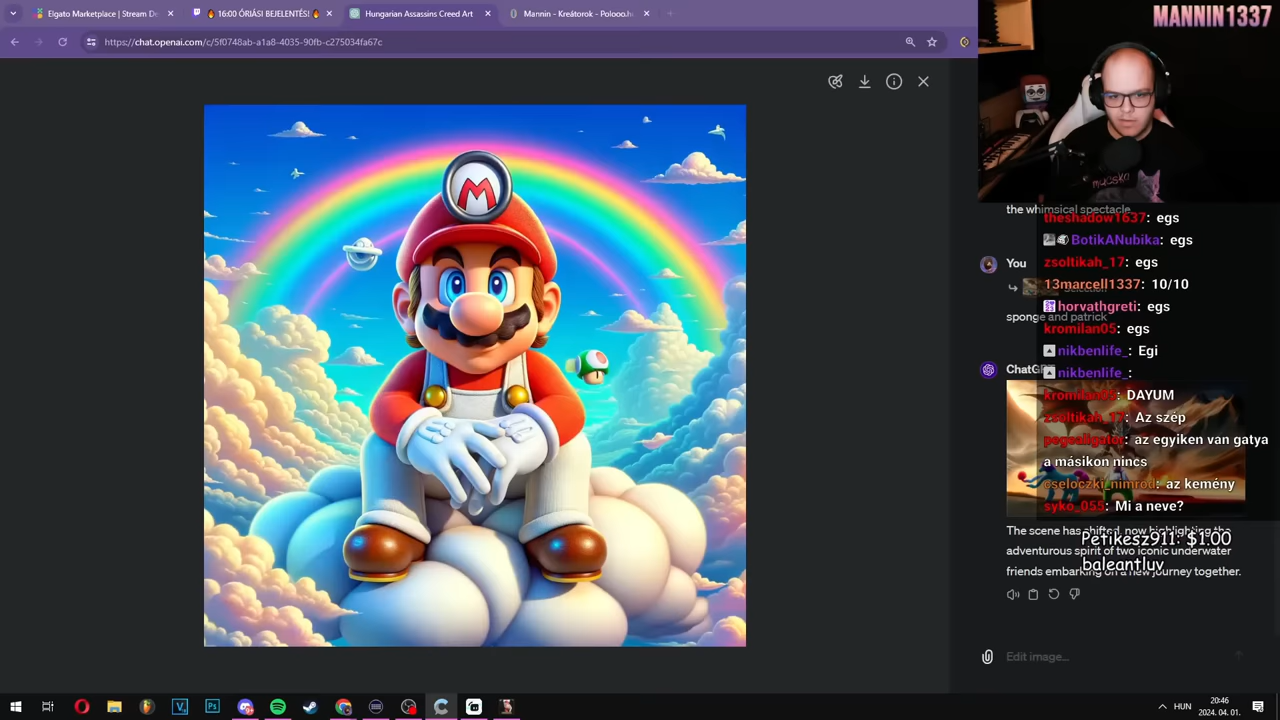 Elgato Marketplace | Stream De
16:00 ÓRIÁSI BEJELENTÉS!
Hungarian Assassins Creed Art
Mannin - Kreátorok - Polooo.hu
https://chat.openai.com/c/5f0748ab-a1a8-4035-90fb-c275034fa67c
MANNIN1337
mucska
M
the whimsical spectacle.
theshadow1637: egs
BotikANubika: egs
You
zsoltikah_17: egs
13marcell1337: 10/10
Selection
horvathgreti: egs
sponge and patrick
kromilan05: egs
nikbenlife_: Egi
ChatGPT
nikbenlife_:
kromilan05: DAYUM
zsoltikah_17: Az szép
az egyiken van gatya
a másikon nincs
cseloczki_nimrod: az kemény
syko_055: Mi a neve?
The scene has shifted, now highlighting the
Petikesz911: $1.00
adventurous spirit of two iconic underwater
baleantluv
friends embarking on a new journey together.
Edit image...
HUN
20:46
2024. 04. 01.